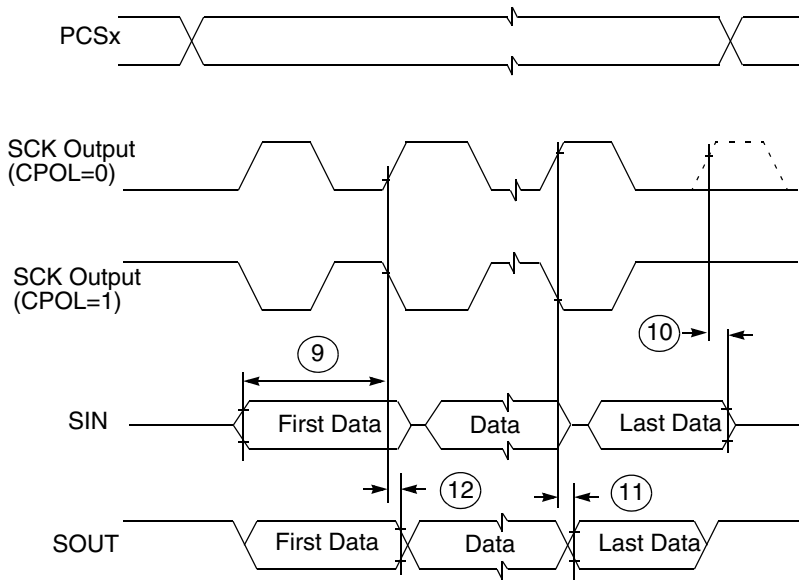 PCSx
SCK Output
(CPOL=0)
SCK Output
(CPOL=1)
10
9
SIN
First Data
Data
Last Data
12
11
SOUT
First Data
Data
Last Data